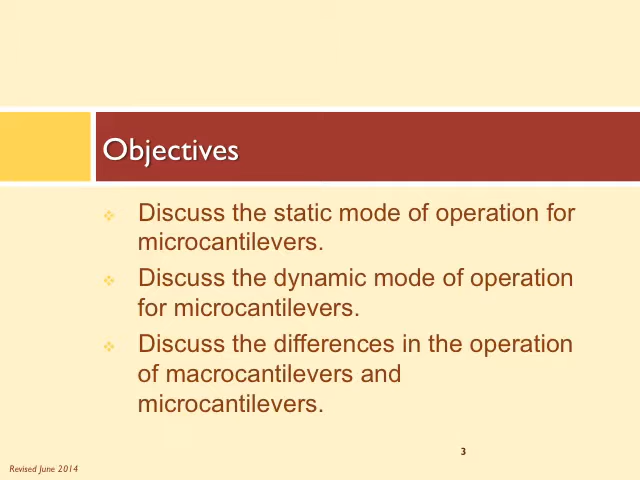 Objectives
Discuss the static mode of operation for
microcantilevers.
Discuss the dynamic mode of operation
for microcantilevers.
Discuss the differences in the operation
of macrocantilevers and
microcantilevers.
3
Revised June 2014